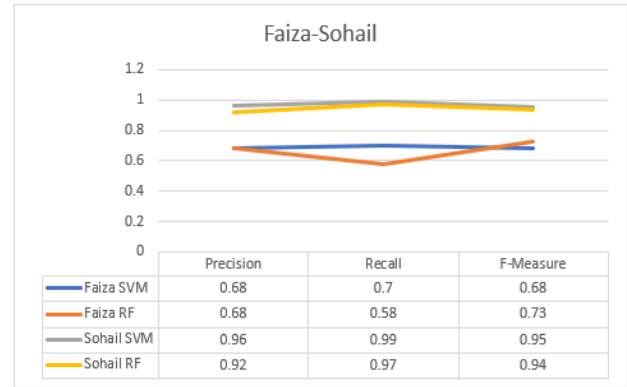 Faiza-Sohail
1.2
1
0.8
0.6
0.4
0.2
0
Precision Recall F-Measure
Faiza SVM 0.68 0.7 0.68
Faiza RF 0.68 0.58 0.73
Sohail SVM 0.96 0.99 0.95
Sohail RF 0.92 0.97 0.94